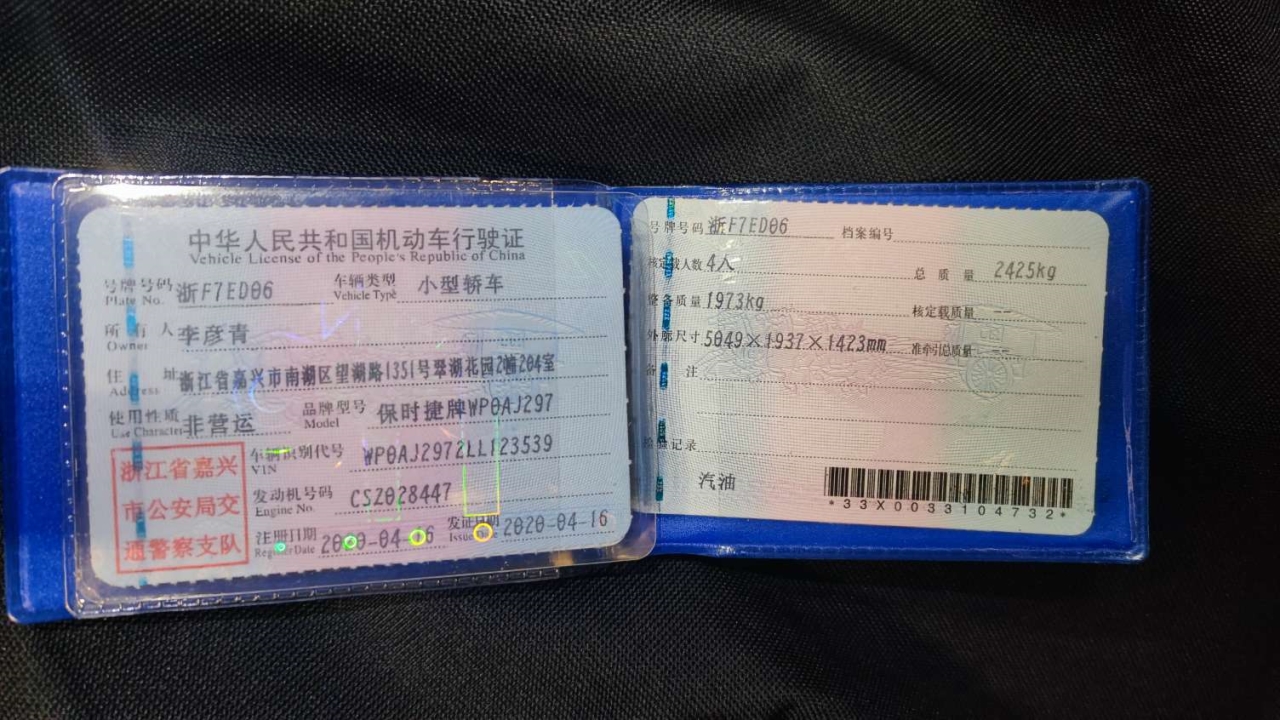 中华人民共和国机动车行驶证
Vehicle License of the People's Republic of China
号牌号码 浙F7ED06 车辆类型 小型轿车
Plate No. Vehicle Type
所有人 李彦青
Owner
住址 浙江省嘉兴市南湖区望湖路1351号翠湖花园2幢204室
Address
使用性质 非营运 品牌型号 保时捷牌WP0AJ297
Use Character Model
浙江省嘉兴
市公安局交
通警察支队
车辆识别代号 WP0AJ2972LL123539
VIN
发动机号码 CSZ028447
Engine No.
注册日期 2020-04-16 发证日期 2020-04-16
Register Date Issue Date
号牌号码 浙F7ED06 档案编号
核定载人数 4人 总质量 2425kg
整备质量 1973kg 核定载质量 --
外廓尺寸 5049×1937×1423mm 准牵引总质量 --
备注
检验记录
汽油
*33X0033104732*